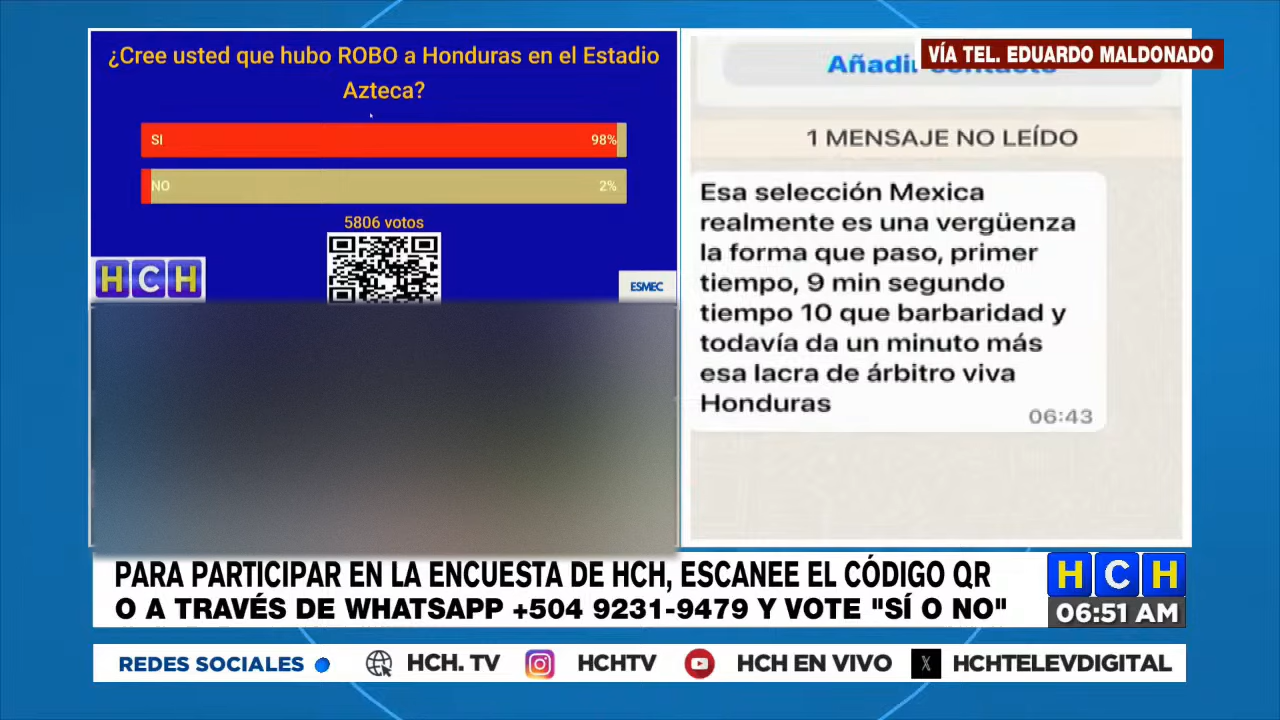 ¿Cree usted que hubo ROBO a Honduras en el Estadio
Azteca?
SI 98%
NO 2%
5806 votos
HCH
ESMEC
VÍA TEL. EDUARDO MALDONADO
Añadir contacto
1 MENSAJE NO LEÍDO
Esa selección Mexica
realmente es una vergüenza
la forma que paso, primer
tiempo, 9 min segundo
tiempo 10 que barbaridad y
todavía da un minuto más
esa lacra de árbitro viva
Honduras
06:43
PARA PARTICIPAR EN LA ENCUESTA DE HCH, ESCANEE EL CÓDIGO QR
O A TRAVÉS DE WHATSAPP +504 9231-9479 Y VOTE "SÍ O NO"
HCH
06:51 AM
REDES SOCIALES HCH. TV HCHTV HCH EN VIVO X HCHTELEVDIGITAL